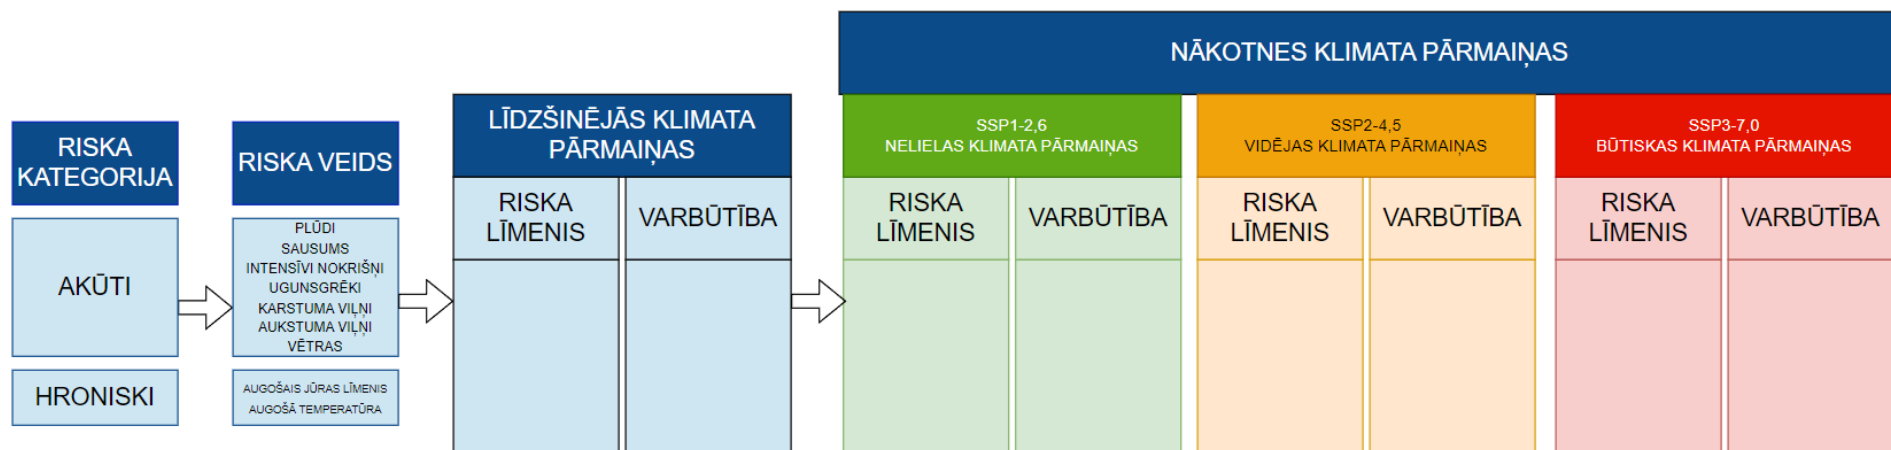 NĀKOTNES KLIMATA PĀRMAIŅAS
RISKA
KATEGORIJA
RISKA VEIDS
LĪDZŠINĒJĀS KLIMATA
PĀRMAIŅAS
SSP1-2,6
NELIELAS KLIMATA PĀRMAIŅAS
SSP2-4,5
VIDĒJAS KLIMATA PĀRMAIŅAS
SSP3-7,0
BŪTISKAS KLIMATA PĀRMAIŅAS
RISKA
LĪMENIS
VARBŪTĪBA
RISKA
LĪMENIS
VARBŪTĪBA
RISKA
LĪMENIS
VARBŪTĪBA
RISKA
LĪMENIS
VARBŪTĪBA
AKŪTI
PLŪDI
SAUSUMS
INTENSĪVI NOKRIŠŅI
UGUNSGRĒKI
KARSTUMA VIĻŅI
AUKSTUMA VIĻŅI
VĒTRAS
HRONISKI
AUGOŠAIS JŪRAS LĪMENIS
AUGOŠĀ TEMPERATŪRA